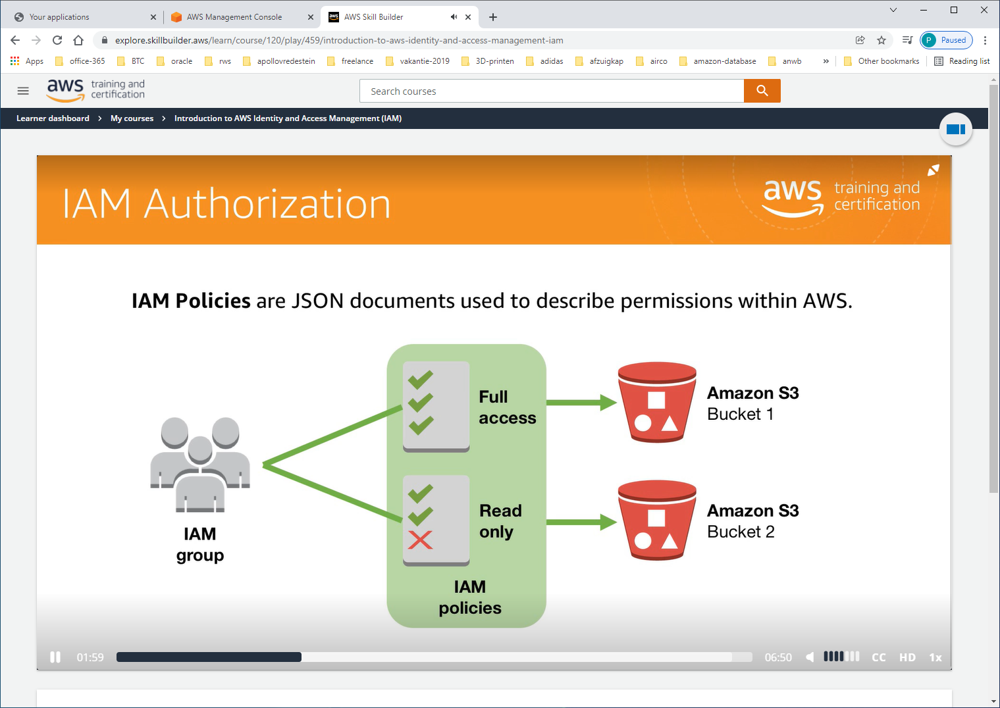 Your applications
AWS Management Console
aws
AWS Skill Builder
explore.skillbuilder.aws/learn/course/120/play/459/introduction-to-aws-identity-and-access-management-iam
P
Paused
Apps
office-365
BTC
oracle
rws
apollovredestein
freelance
vakantie-2019
3D-printen
adidas
afzuigkap
airco
amazon-database
anwb
»
Other bookmarks
Reading list
aws
training and
certification
Search courses
Learner dashboard > My courses > Introduction to AWS Identity and Access Management (IAM)
IAM Authorization
aws
training and
certification
IAM Policies are JSON documents used to describe permissions within AWS.
Full
access
Amazon S3
Bucket 1
Read
only
Amazon S3
Bucket 2
IAM
group
IAM
policies
01:59
06:50
CC
HD
1x